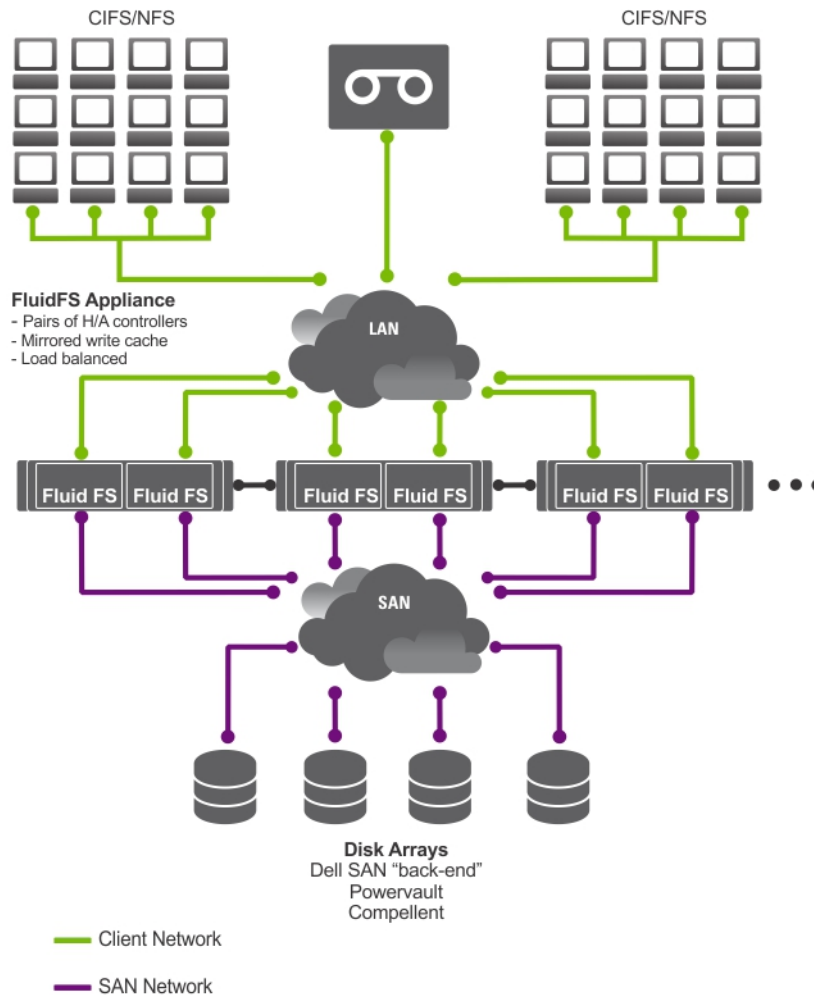 CIFS/NFS
CIFS/NFS
FluidFS Appliance
- Pairs of H/A controllers
- Mirrored write cache
- Load balanced
LAN
Fluid FS
Fluid FS
Fluid FS
Fluid FS
Fluid FS
Fluid FS
SAN
Disk Arrays
Dell SAN “back-end”
Powervault
Compellent
Client Network
SAN Network